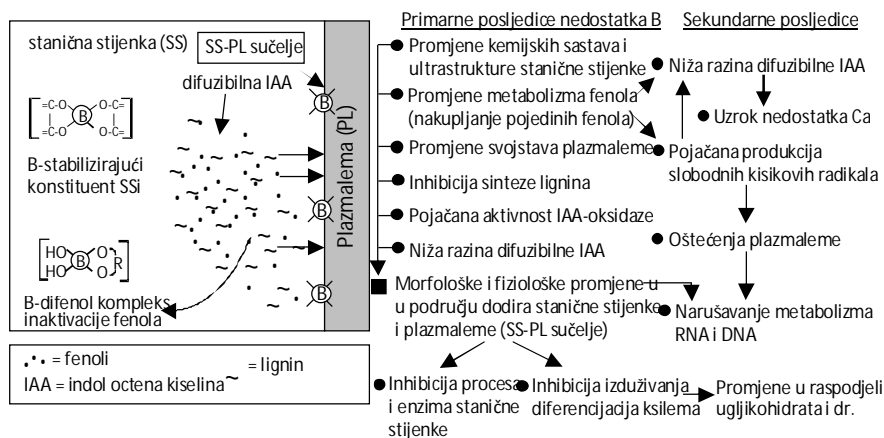 stanična stijenka (SS)
SS-PL sučelje
difuzibilna IAA
C-O
O-C=
C-O
O-C=
B
B-stabilizirajući
konstituent SSi
HO
O
B
R
HO
O
B-difenol kompleks
inaktivacije fenola
B
B
B
Plazmalema (PL)
= fenoli
= lignin
IAA = indol octena kiselina
Primarne posljedice nedostatka B
Promjene kemijskih sastava i
ultrastrukture stanične stijenke
Promjene metabolizma fenola
(nakupljanje pojedinih fenola)
Promjene svojstava plazmaleme
Inhibicija sinteze lignina
Pojačana aktivnost IAA-oksidaze
Niža razina difuzibilne IAA
Morfološke i fiziološke promjene u
u području dodira stanične stijenke
i plazmaleme (SS-PL sučelje)
Inhibicija procesa
i enzima stanične
stijenke
Inhibicija izduživanja
diferencijacija ksilema
Sekundarne posljedice
Niža razina difuzibilne IAA
Uzrok nedostatka Ca
Pojačana produkcija
slobodnih kisikovih radikala
Oštećenja plazmaleme
Narušavanje metabolizma
RNA i DNA
Promjene u raspodjeli
ugljikohidrata i dr.